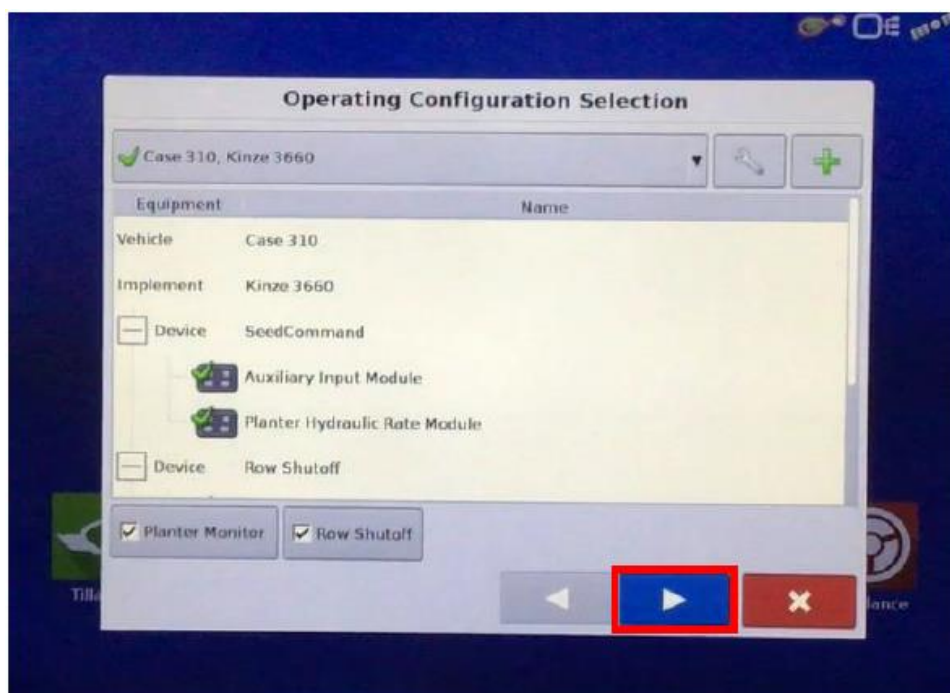 Operating Configuration Selection
Case 310, Kinze 3660
Equipment Name
Vehicle Case 310
Implement Kinze 3660
Device SeedCommand
Auxiliary Input Module
Planter Hydraulic Rate Module
Device Row Shutoff
Planter Monitor Row Shutoff
Tilla
dance